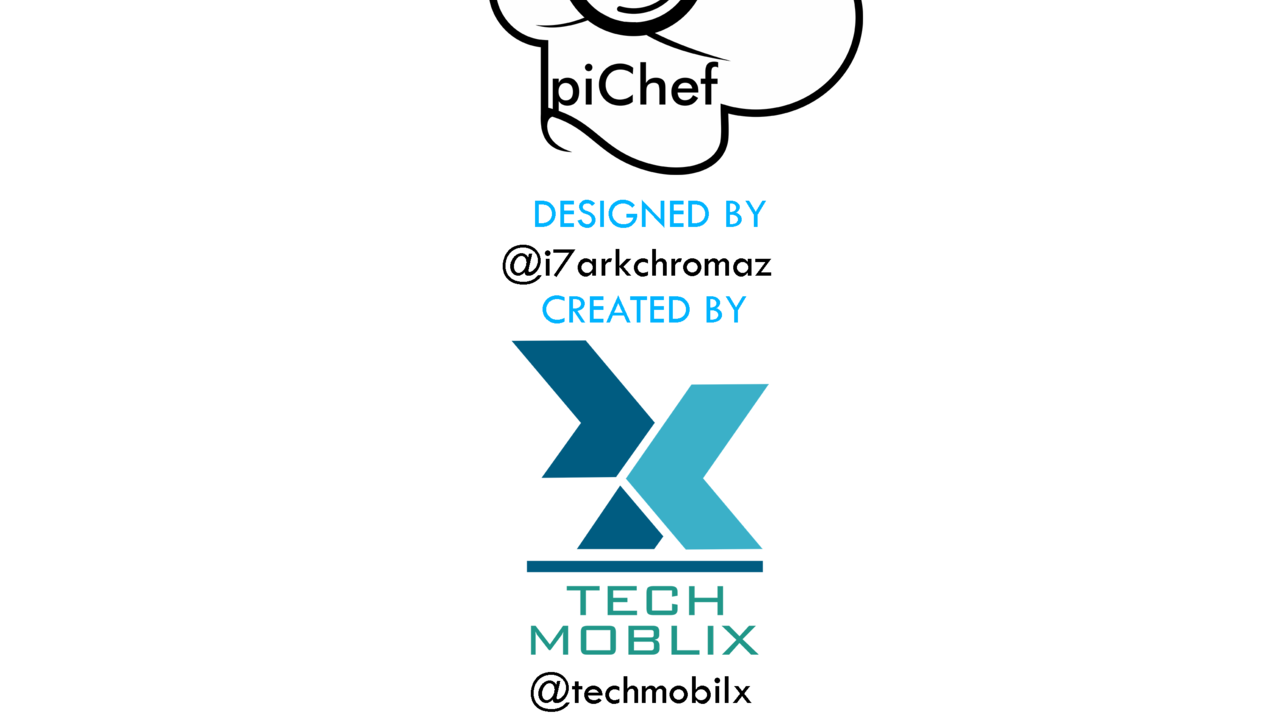 piChef
DESIGNED BY
@i7arkchromaz
CREATED BY
TECH
MOBLIX
@techmobilx